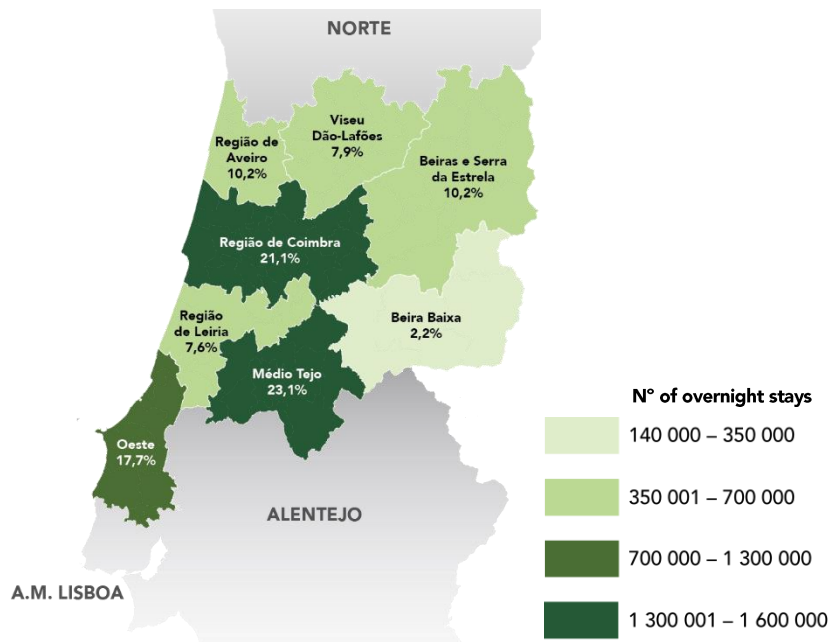 NORTE
Viseu
Dão-Lafões
7,9%
Região de
Aveiro
10,2%
Beiras e Serra
da Estrela
10,2%
Região de Coimbra
21,1%
Região
de Leiria
7,6%
Beira Baixa
2,2%
Médio Tejo
23,1%
Oeste
17,7%
ALENTEJO
A.M. LISBOA
Nº of overnight stays
140 000 – 350 000
350 001 – 700 000
700 000 – 1 300 000
1 300 001 – 1 600 000